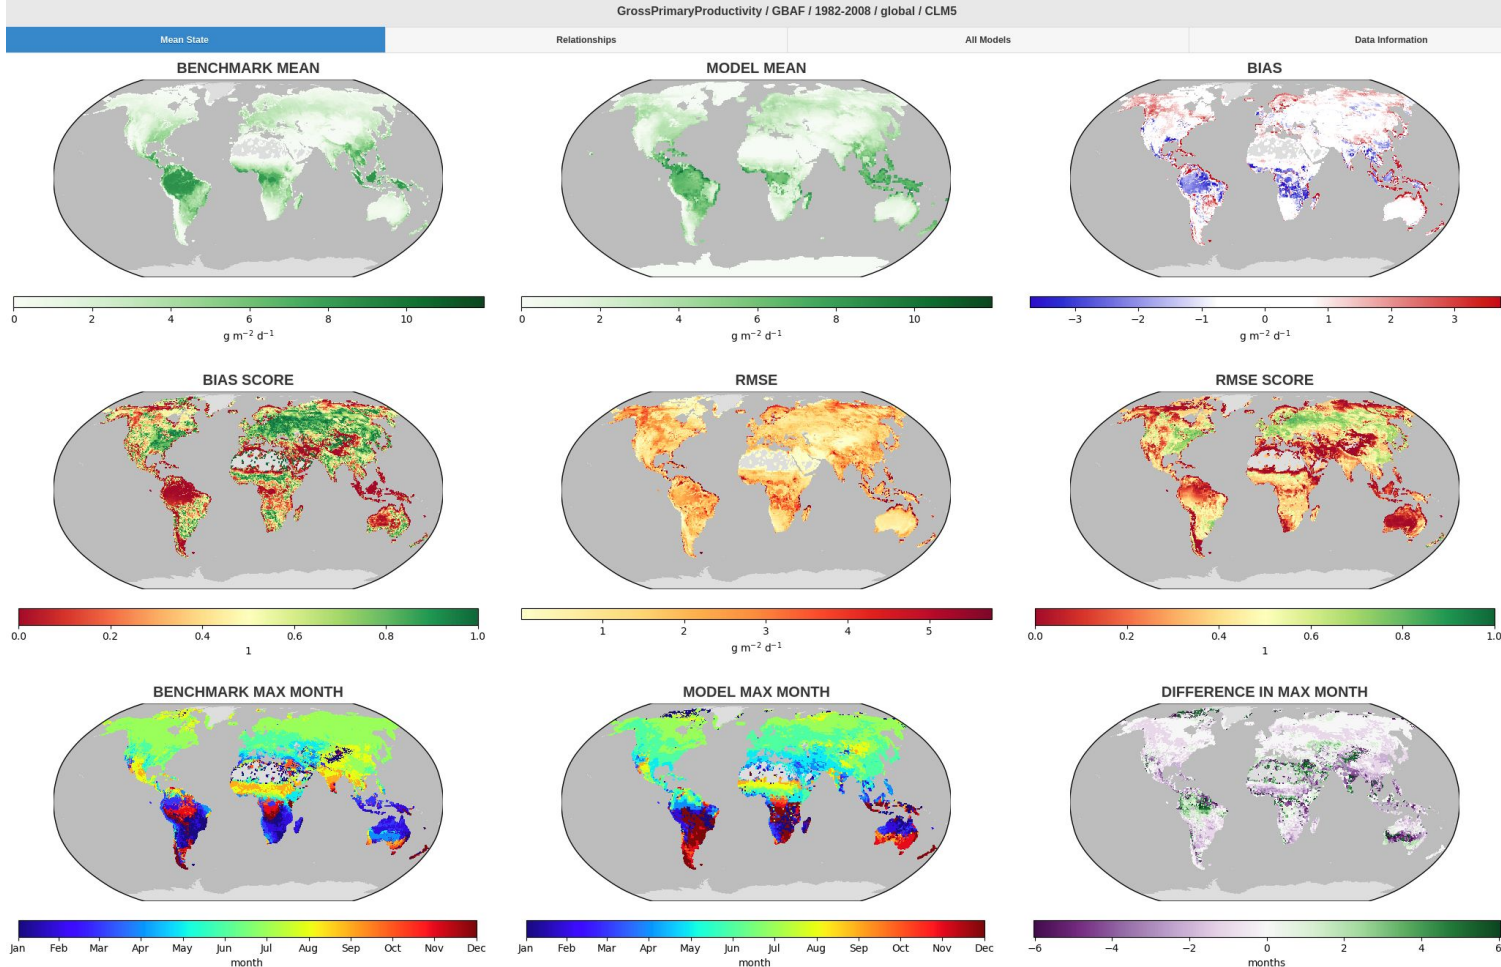 GrossPrimaryProductivity / GBAF / 1982-2008 / global / CLM5
Mean State Relationships All Models Data Information
BENCHMARK MEAN MODEL MEAN BIAS
0 2 4 6 8 10 0 2 4 6 8 10 −3 −2 −1 0 1 2 3
g m⁻² d⁻¹ g m⁻² d⁻¹ g m⁻² d⁻¹
BIAS SCORE RMSE RMSE SCORE
0.0 0.2 0.4 0.6 0.8 1.0 1 2 3 4 5 0.0 0.2 0.4 0.6 0.8 1.0
1 g m⁻² d⁻¹ 1
BENCHMARK MAX MONTH MODEL MAX MONTH DIFFERENCE IN MAX MONTH
Jan Feb Mar Apr May Jun Jul Aug Sep Oct Nov Dec Jan Feb Mar Apr May Jun Jul Aug Sep Oct Nov Dec −6 −4 −2 0 2 4 6
month month months